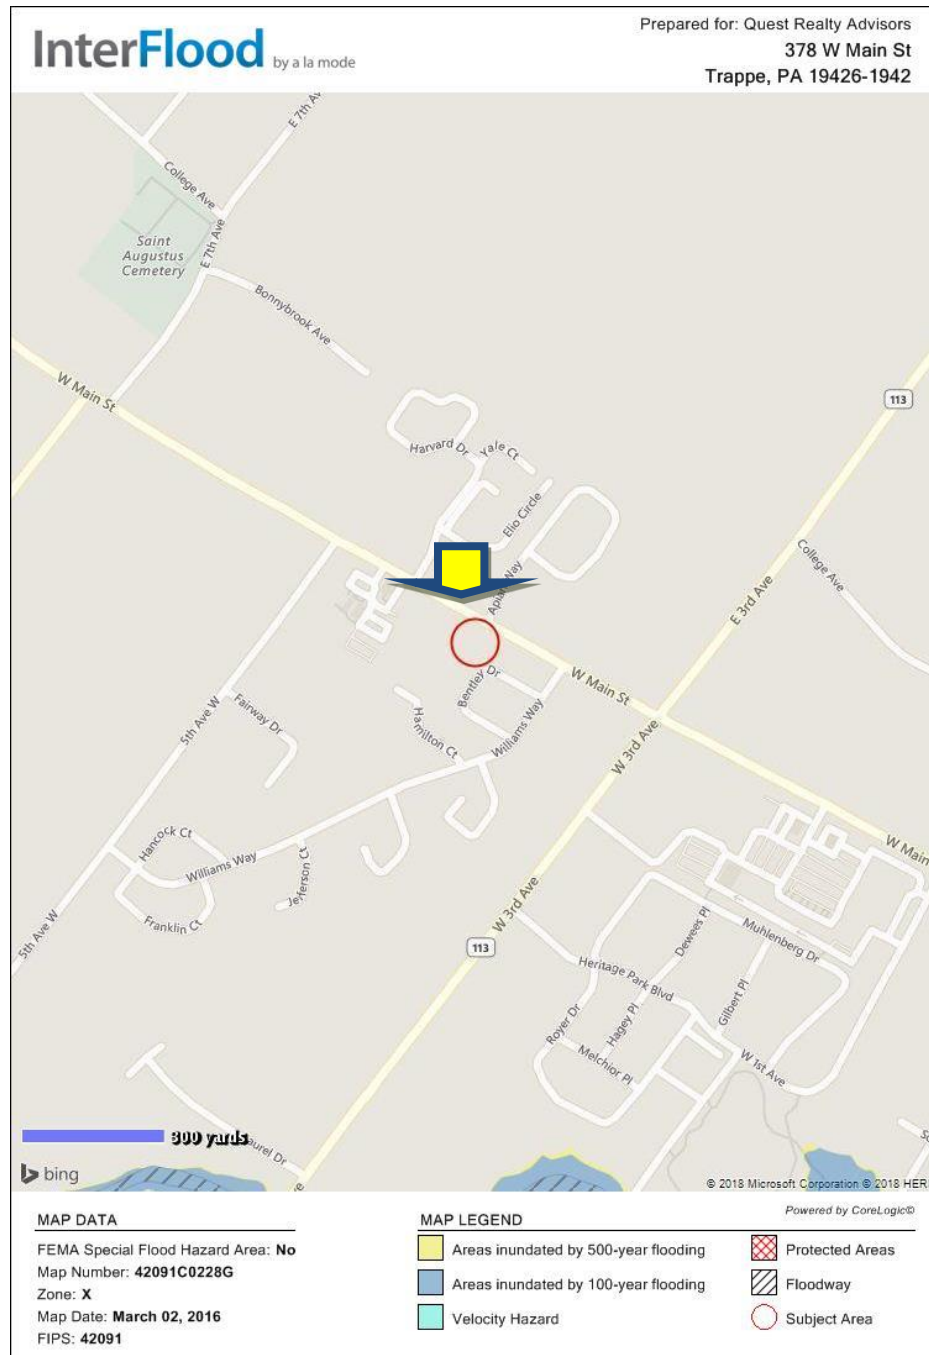 InterFlood by a la mode
Prepared for: Quest Realty Advisors
378 W Main St
Trappe, PA 19426-1942
E 7th Av
College Ave
E 7th Ave
Saint
Augustus
Cemetery
Bonnybrook Ave
W Main St
113
Harvard Dr
Yale Ct
Elio Circle
College Ave
Way
E 3rd Ave
Bentley Dr
W Main St
5th Ave W
Fairway Dr
Hamilton Ct
Williams Way
W 3rd Ave
Hancock Ct
Williams Way
Jefferson Ct
W Main
Franklin Ct
W 3rd Ave
5th Ave W
113
Dewees Pl
Muhlenberg Dr
Heritage Park Blvd
Gilbert Pl
Royer Dr
Hagey Pl
Melchior Pl
W 1st Ave
300 yards
aurel Dr
bing
© 2018 Microsoft Corporation © 2018 HER
Powered by CoreLogic©
MAP DATA
FEMA Special Flood Hazard Area: No
Map Number: 42091C0228G
Zone: X
Map Date: March 02, 2016
FIPS: 42091
MAP LEGEND
Areas inundated by 500-year flooding
Areas inundated by 100-year flooding
Velocity Hazard
Protected Areas
Floodway
Subject Area